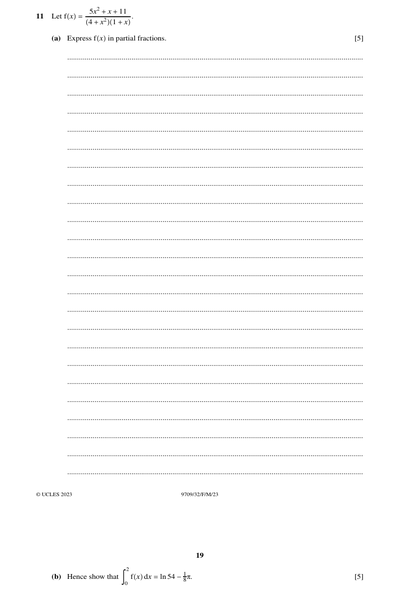 11 Let f(x) = (5x² + x + 11) / ((4 + x²)(1 + x)).
(a) Express f(x) in partial fractions. [5]
© UCLES 2023 9709/32/F/M/23
19
(b) Hence show that ∫₀² f(x) dx = ln 54 − ⅛π. [5]